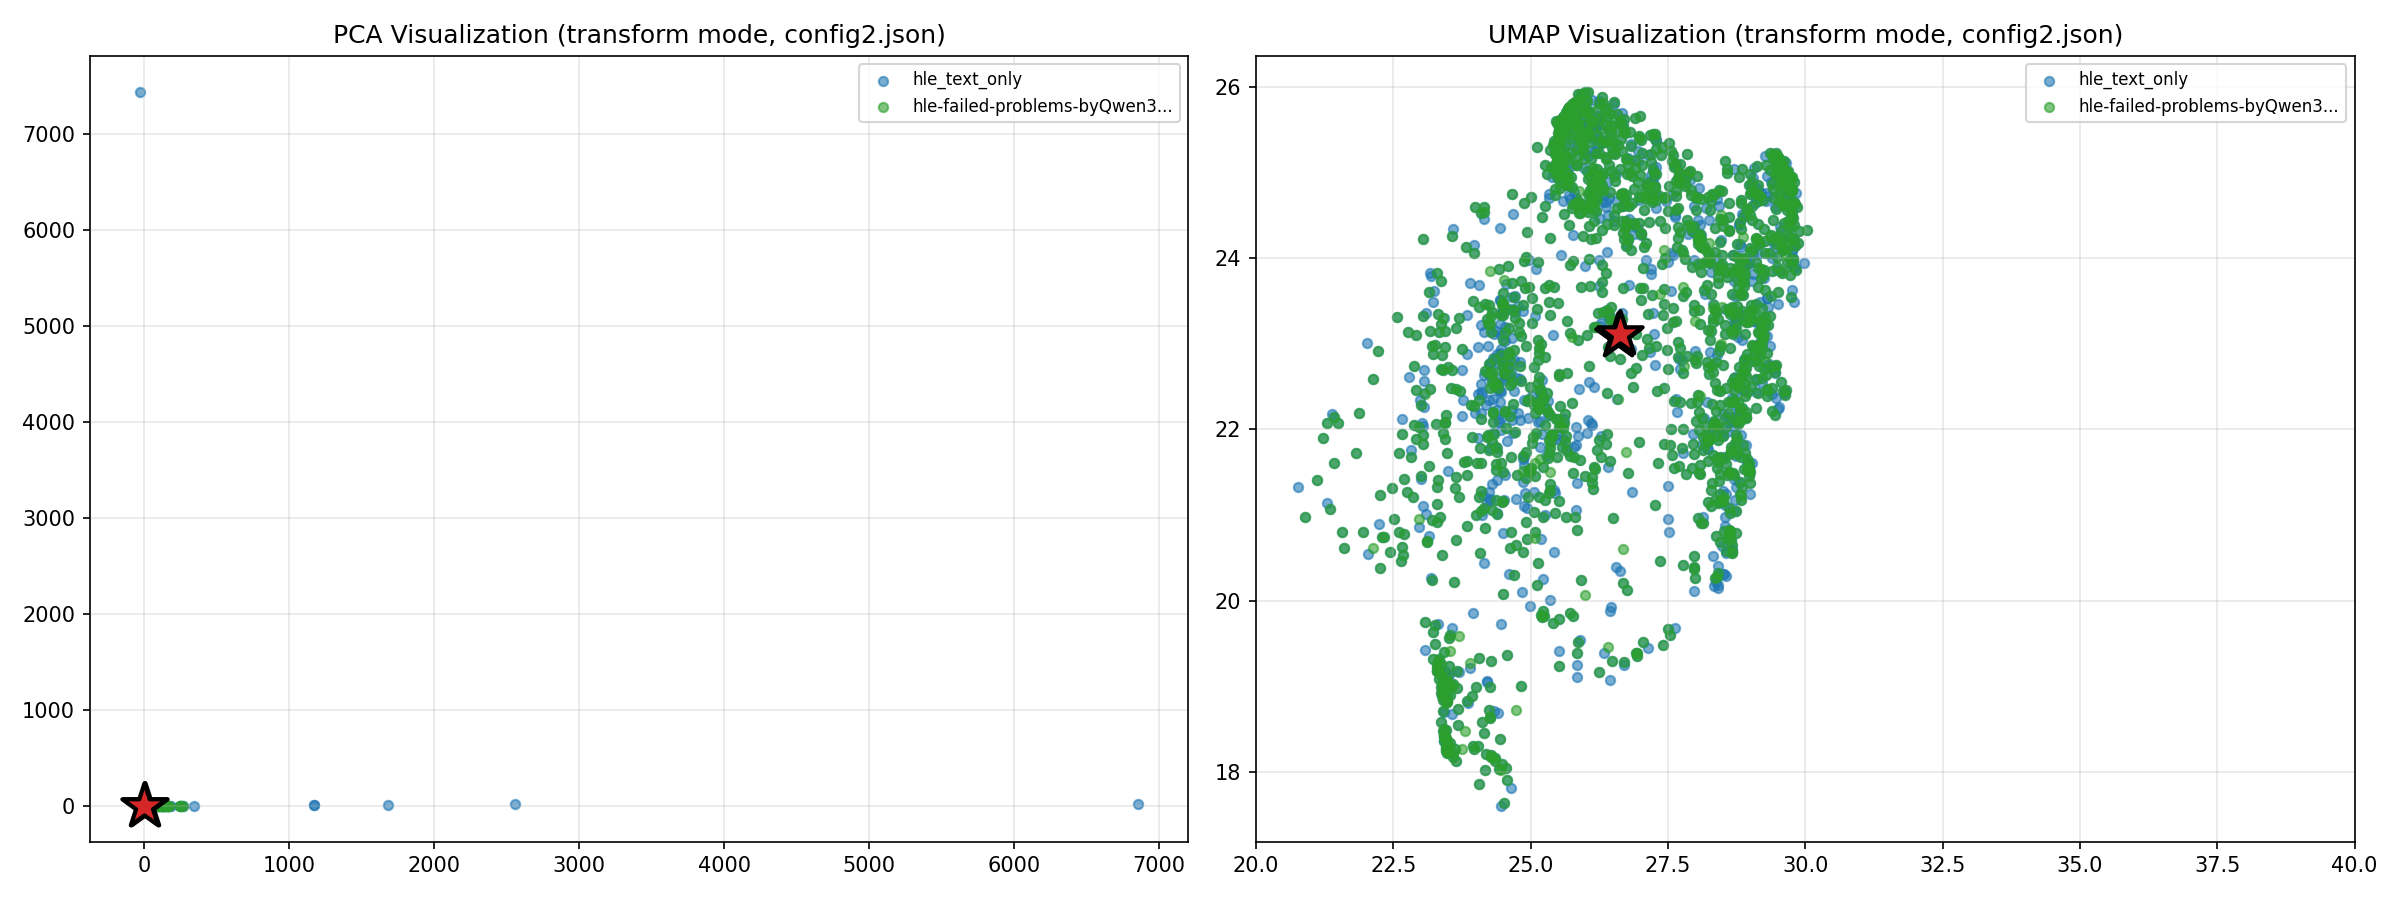 PCA Visualization (transform mode, config2.json)
hle_text_only
hle-failed-problems-byQwen3...
7000
6000
5000
4000
3000
2000
1000
0
0 1000 2000 3000 4000 5000 6000 7000
UMAP Visualization (transform mode, config2.json)
hle_text_only
hle-failed-problems-byQwen3...
26
24
22
20
18
20.0 22.5 25.0 27.5 30.0 32.5 35.0 37.5 40.0